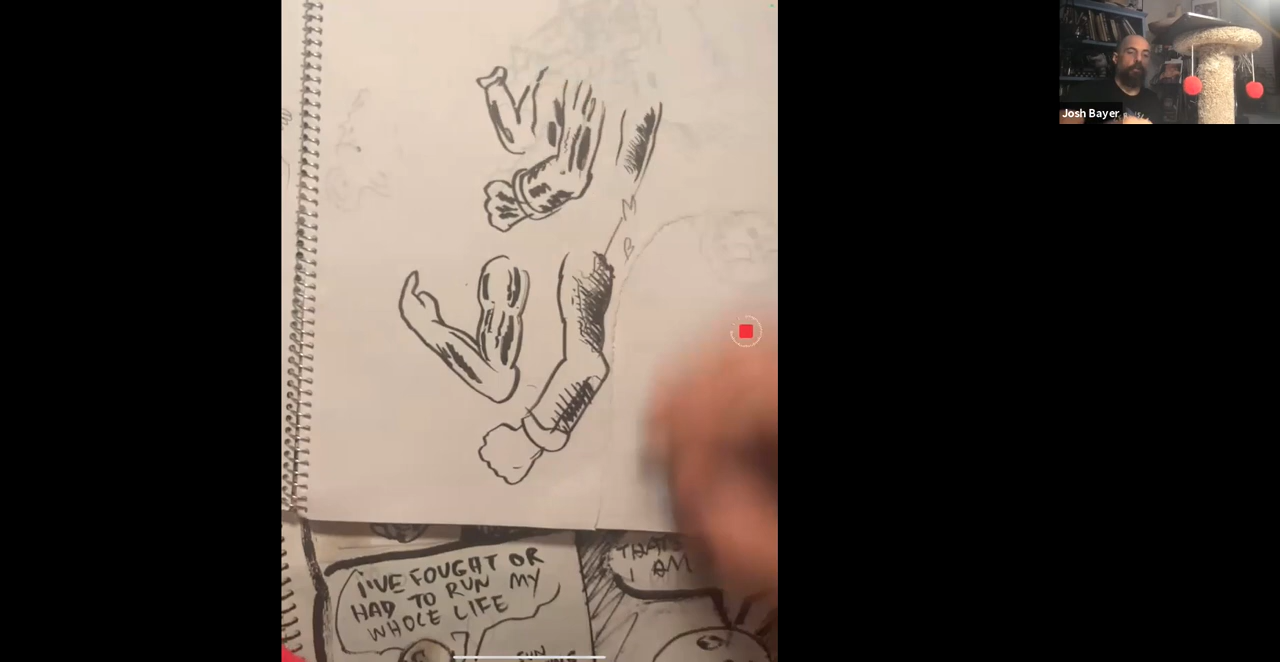 Josh Bayer
B
I'VE FOUGHT OR
HAD TO RUN MY
WHOLE LIFE
I AM